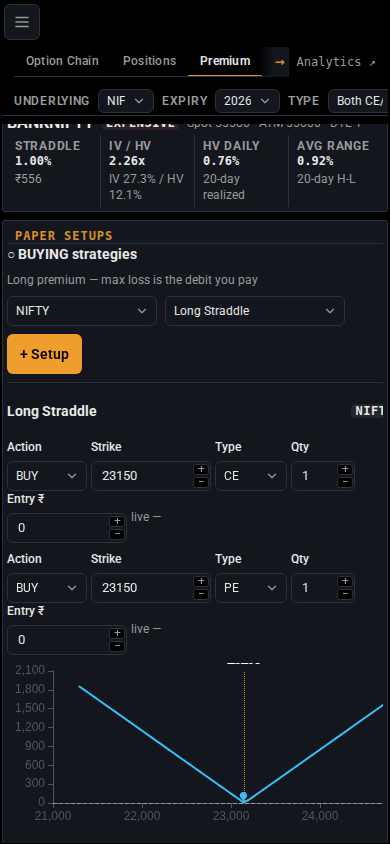 Option Chain Positions Premium → Analytics ↗
UNDERLYING NIF EXPIRY 2026 TYPE Both CE/
BANKNIFTY EXPENSIVE
STRADDLE IV / HV HV DAILY AVG RANGE
1.00% 2.26x 0.76% 0.92%
₹556 IV 27.3% / HV 12.1% 20-day realized 20-day H-L
PAPER SETUPS
○ BUYING strategies
Long premium — max loss is the debit you pay
NIFTY Long Straddle
+ Setup
Long Straddle NIFT
Action Strike Type Qty
BUY 23150 CE 1
Entry ₹
0 live —
Action Strike Type Qty
BUY 23150 PE 1
Entry ₹
0 live —
2,100
1,800
1,500
1,200
900
600
300
0
21,000 22,000 23,000 24,000